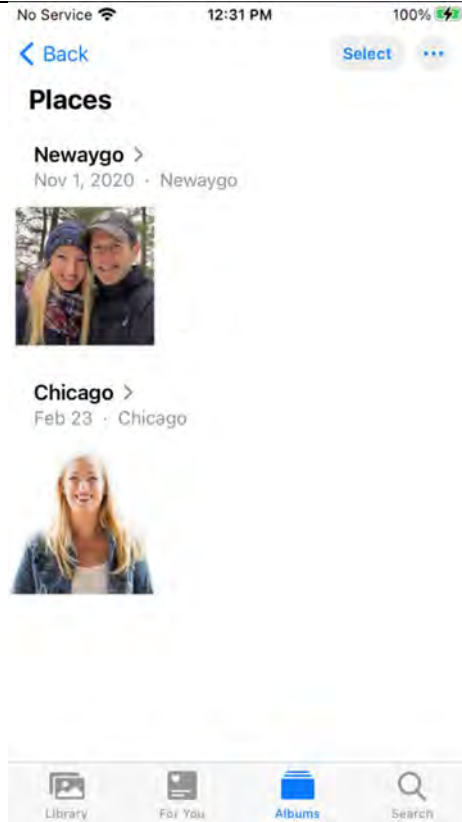 No Service 12:31 PM 100%
Back Select ...
Places
Newaygo >
Nov 1, 2020 · Newaygo
Chicago >
Feb 23 · Chicago
Library For You Albums Search